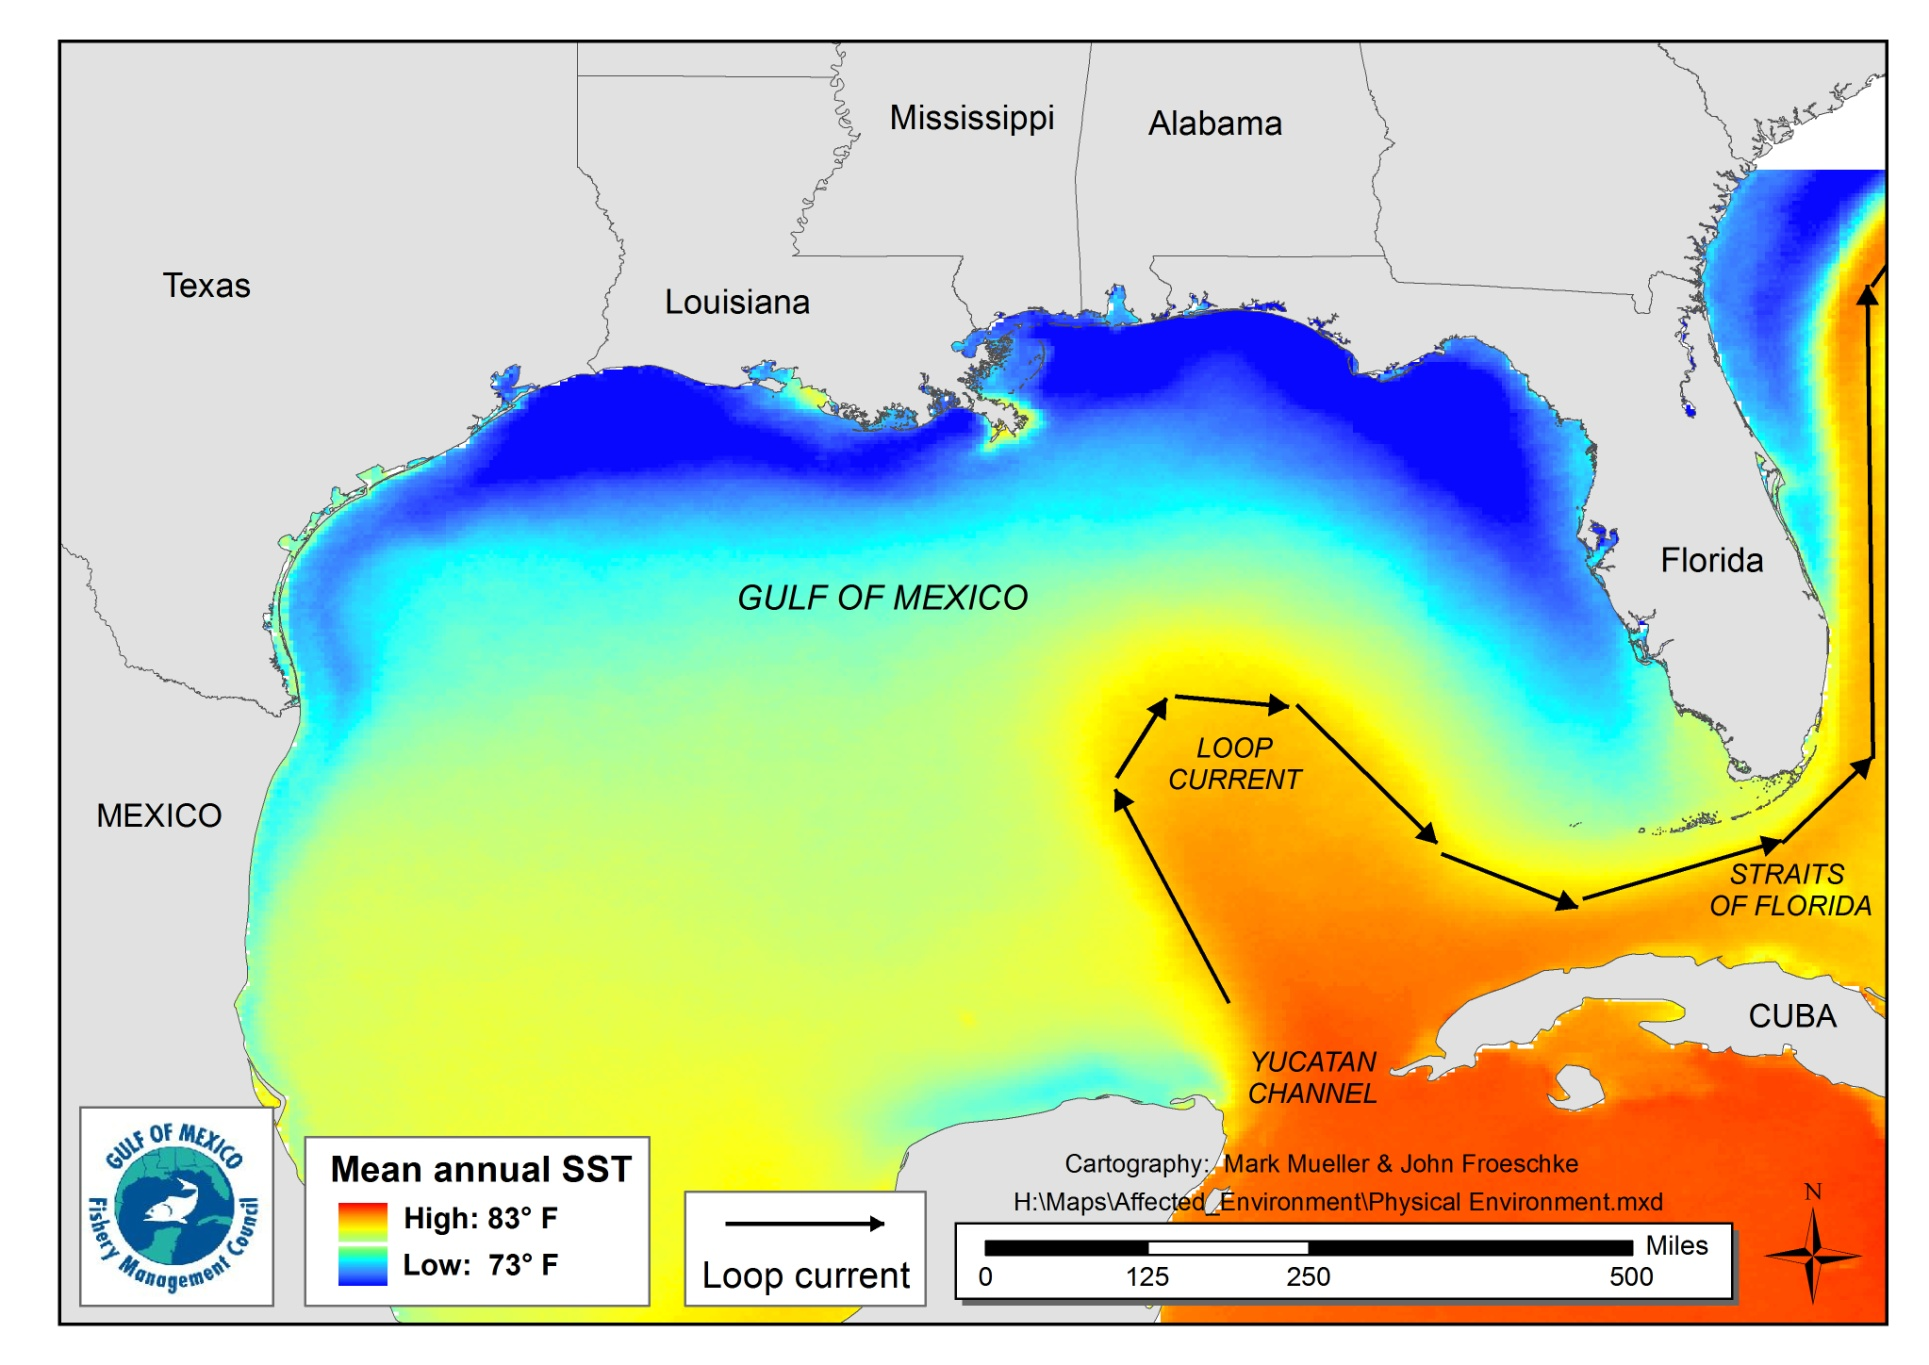 Mississippi
Alabama
Texas
Louisiana
Florida
GULF OF MEXICO
LOOP
CURRENT
MEXICO
STRAITS
OF FLORIDA
CUBA
YUCATAN
CHANNEL
GULF OF MEXICO
Fishery Management Council
Mean annual SST
High: 83° F
Low: 73° F
Loop current
Cartography: Mark Mueller & John Froeschke
H:\Maps\Affected_Environment\Physical Environment.mxd
N
Miles
0 125 250 500